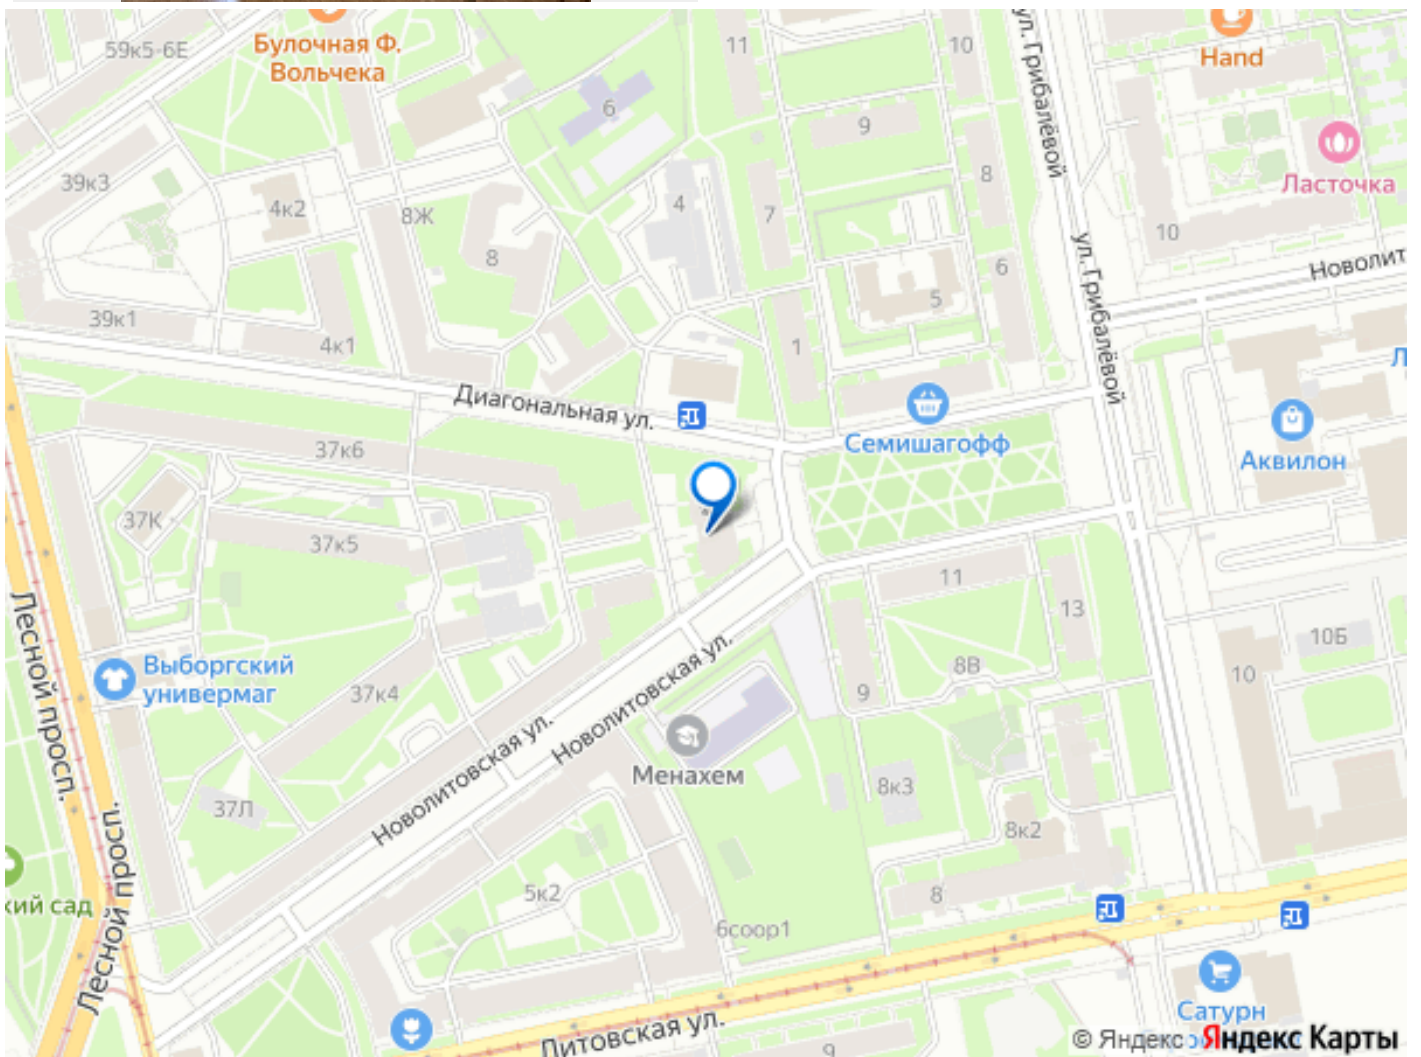 59к5-6Е
Булочная Ф.
Вольчека
11
10
Hand
ул. Грибалёвой
6
9
8
Ласточка
39к3
4к2
8Ж
4
7
10
8
6
ул. Грибалёвой
Новолит
5
39к1
4к1
1
Л
Диагональная ул.
Семишагофф
Аквилон
37к6
37К
37к5
11
13
Лесной просп.
10Б
Выборгский
универмаг
37к4
Новолитовская ул.
8В
9
10
Новолитовская ул.
Менахем
37Л
8к3
8к2
Лесной просп.
кий сад
5к2
8
6соор1
Сатурн
Литовская ул.
9
© Яндекс
Яндекс Карты